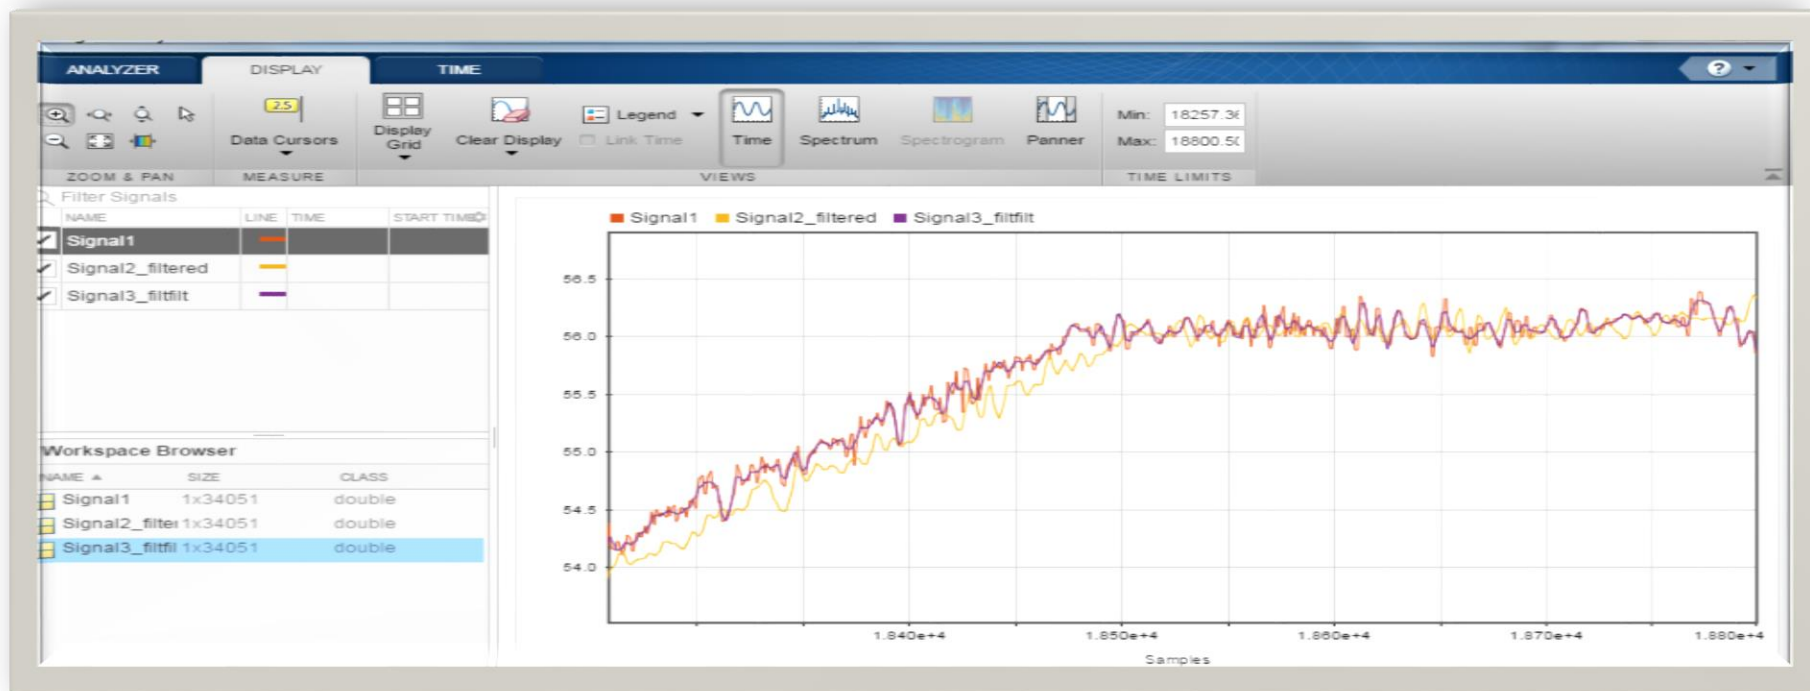 ANALYZER DISPLAY TIME
?
2.5
Data Cursors
Display
Grid
Clear Display
Legend
Link Time
Time
Spectrum
Spectrogram
Panner
Min: 18257.36
Max: 18800.50
ZOOM & PAN MEASURE VIEWS TIME LIMITS
Filter Signals
NAME LINE TIME START TIME
Signal1
Signal2_filtered
Signal3_filtfilt
Workspace Browser
NAME SIZE CLASS
Signal1 1x34051 double
Signal2_filter 1x34051 double
Signal3_filtfil 1x34051 double
Signal1 Signal2_filtered Signal3_filtfilt
56.5
56.0
55.5
55.0
54.5
54.0
1.840e+4 1.850e+4 1.860e+4 1.870e+4 1.880e+4
Samples